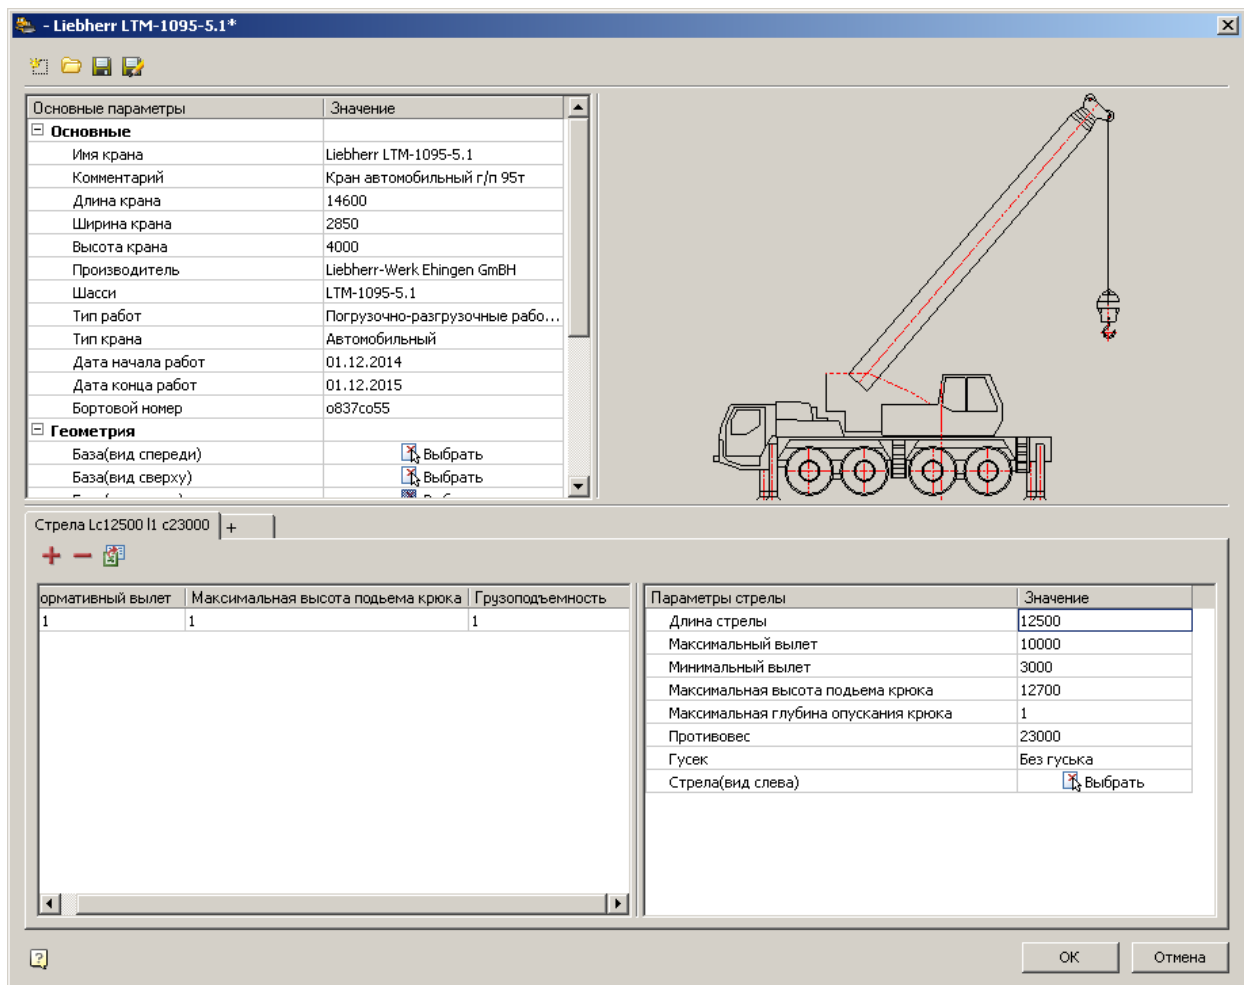 - Liebherr LTM-1095-5.1*
Основные параметры Значение
Основные
Имя крана Liebherr LTM-1095-5.1
Комментарий Кран автомобильный г/п 95т
Длина крана 14600
Ширина крана 2850
Высота крана 4000
Производитель Liebherr-Werk Ehingen GmBH
Шасси LTM-1095-5.1
Тип работ Погрузочно-разгрузочные рабо...
Тип крана Автомобильный
Дата начала работ 01.12.2014
Дата конца работ 01.12.2015
Бортовой номер о837со55
Геометрия
База(вид спереди) Выбрать
База(вид сверху) Выбрать
Стрела Lc12500 l1 c23000 +
ормативный вылет Максимальная высота подьема крюка Грузоподъемность
1 1 1
Параметры стрелы Значение
Длина стрелы 12500
Максимальный вылет 10000
Минимальный вылет 3000
Максимальная высота подьема крюка 12700
Максимальная глубина опускания крюка 1
Противовес 23000
Гусек Без гуська
Стрела(вид слева) Выбрать
ОК Отмена